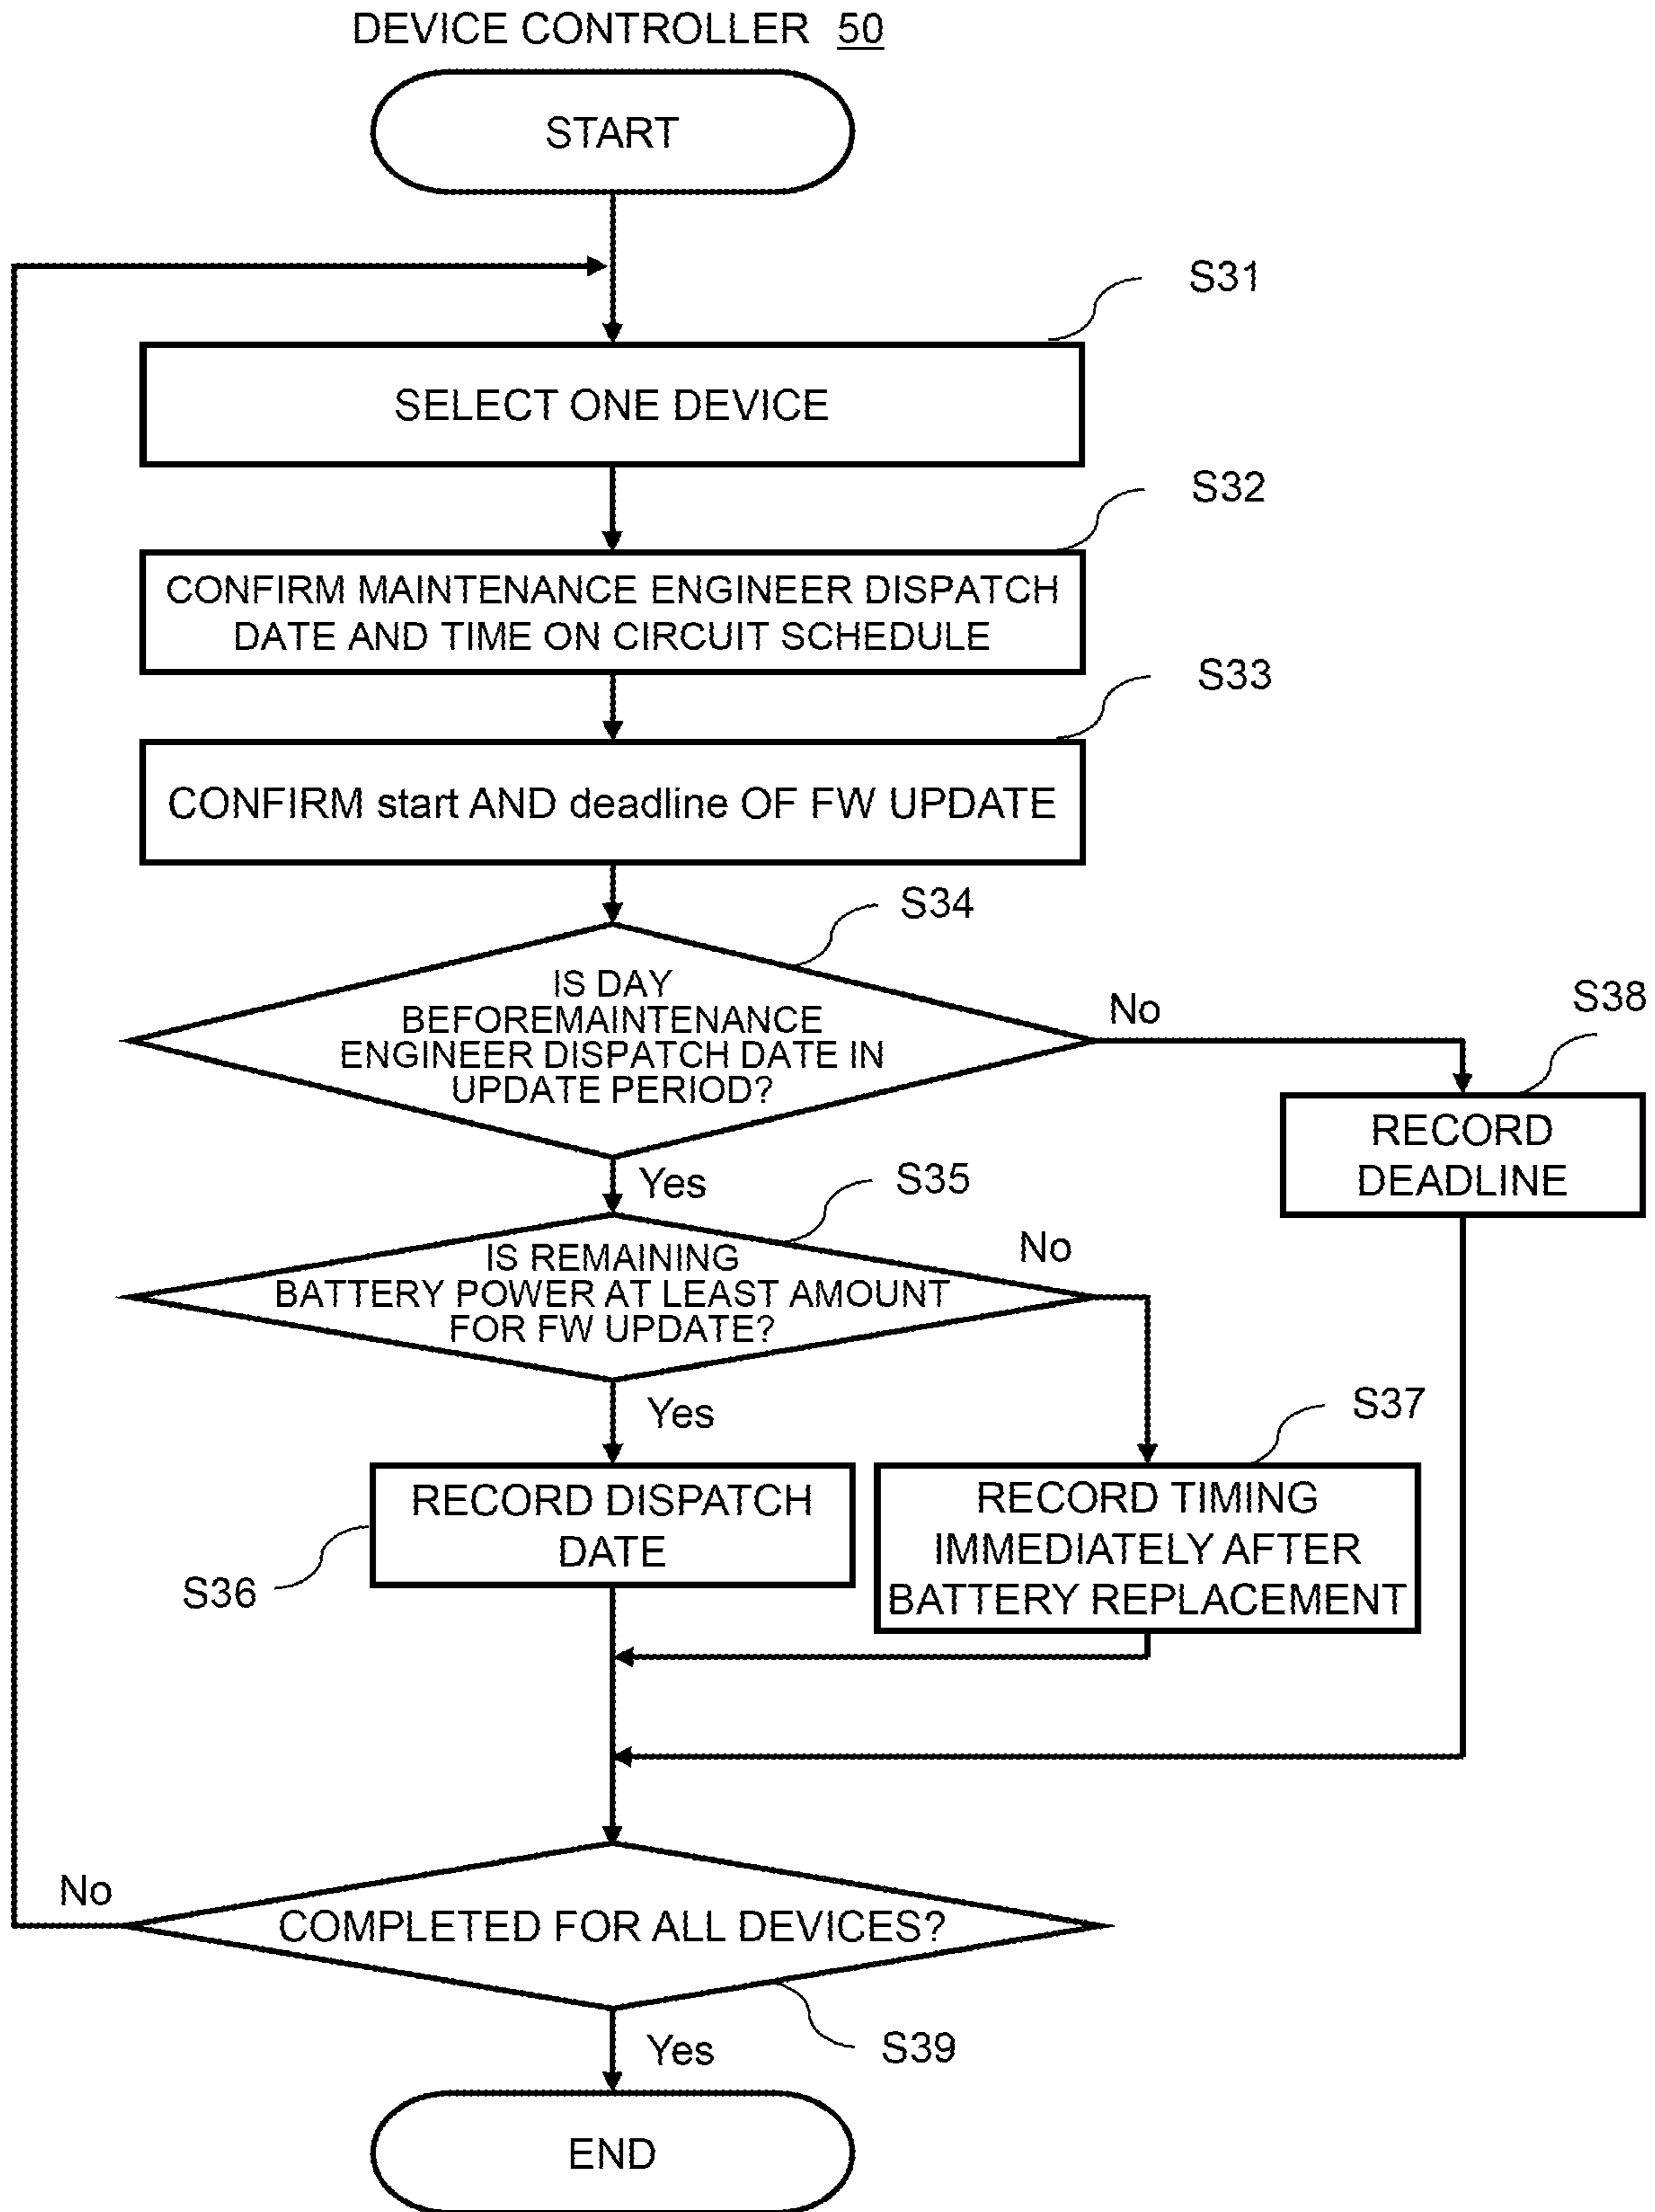 DEVICE CONTROLLER 50
START
S31
SELECT ONE DEVICE
S32
CONFIRM MAINTENANCE ENGINEER DISPATCH
DATE AND TIME ON CIRCUIT SCHEDULE
S33
CONFIRM start AND deadline OF FW UPDATE
S34
IS DAY
BEFOREMAINTENANCE
ENGINEER DISPATCH DATE IN
UPDATE PERIOD?
No
S38
RECORD
DEADLINE
Yes
S35
IS REMAINING
BATTERY POWER AT LEAST AMOUNT
FOR FW UPDATE?
No
Yes
S37
RECORD DISPATCH
DATE
S36
RECORD TIMING
IMMEDIATELY AFTER
BATTERY REPLACEMENT
No
COMPLETED FOR ALL DEVICES?
S39
Yes
END